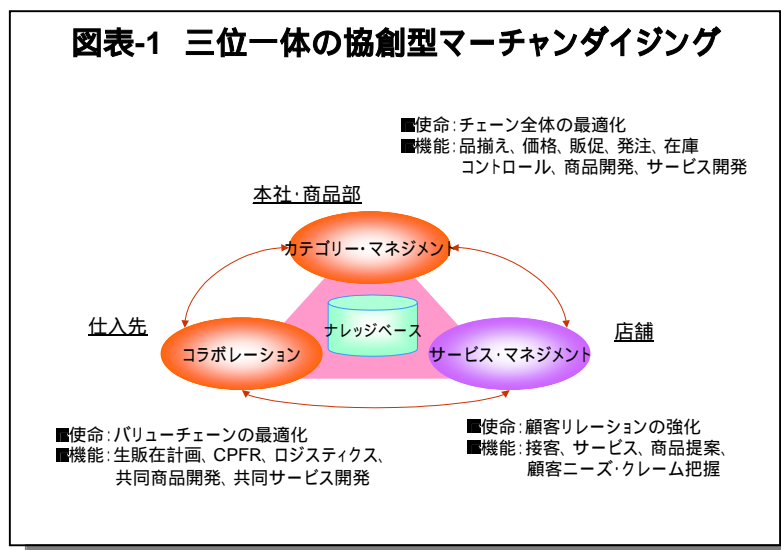 図表-1 三位一体の協創型マーチャンダイジング
■使命:チェーン全体の最適化
■機能:品揃え、価格、販促、発注、在庫
コントロール、商品開発、サービス開発
本社・商品部
カテゴリー・マネジメント
仕入先
ナレッジベース
店舗
コラボレーション
サービス・マネジメント
■使命:バリューチェーンの最適化
■機能:生販在計画、CPFR、ロジスティクス、
共同商品開発、共同サービス開発
■使命:顧客リレーションの強化
■機能:接客、サービス、商品提案、
顧客ニーズ・クレーム把握